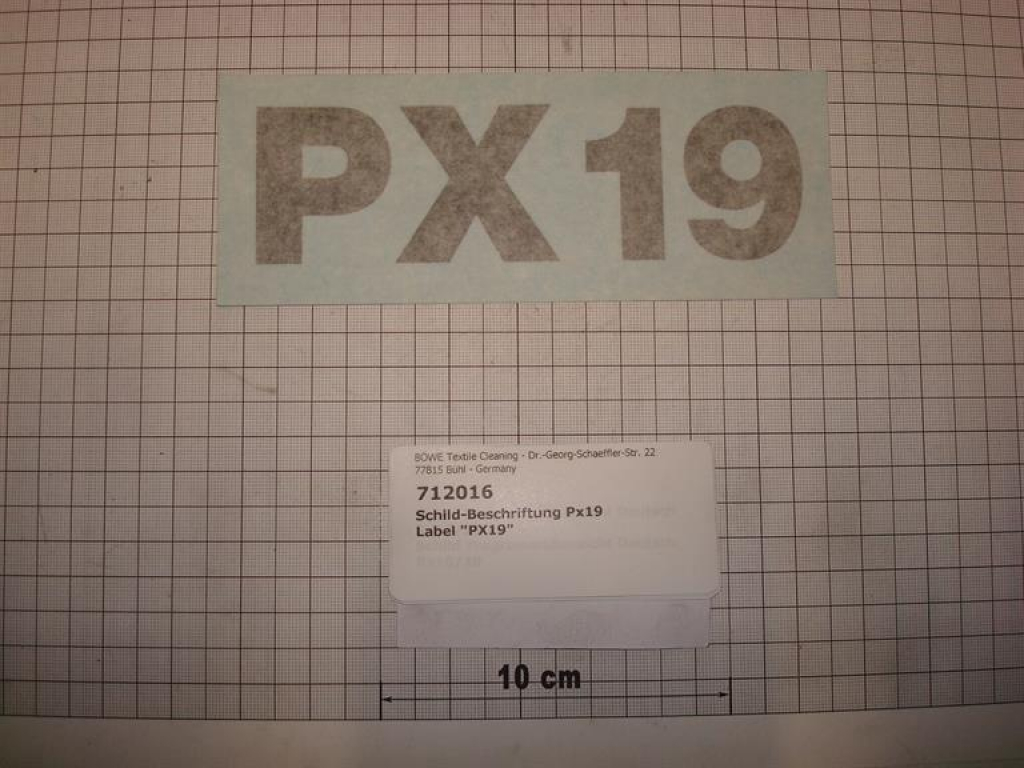 PX19
BÖWE Textile Cleaning - Dr.-Georg-Schaeffler-Str. 22
77815 Bühl - Germany
712016
Schild-Beschriftung Px19
Label "PX19"
10 cm